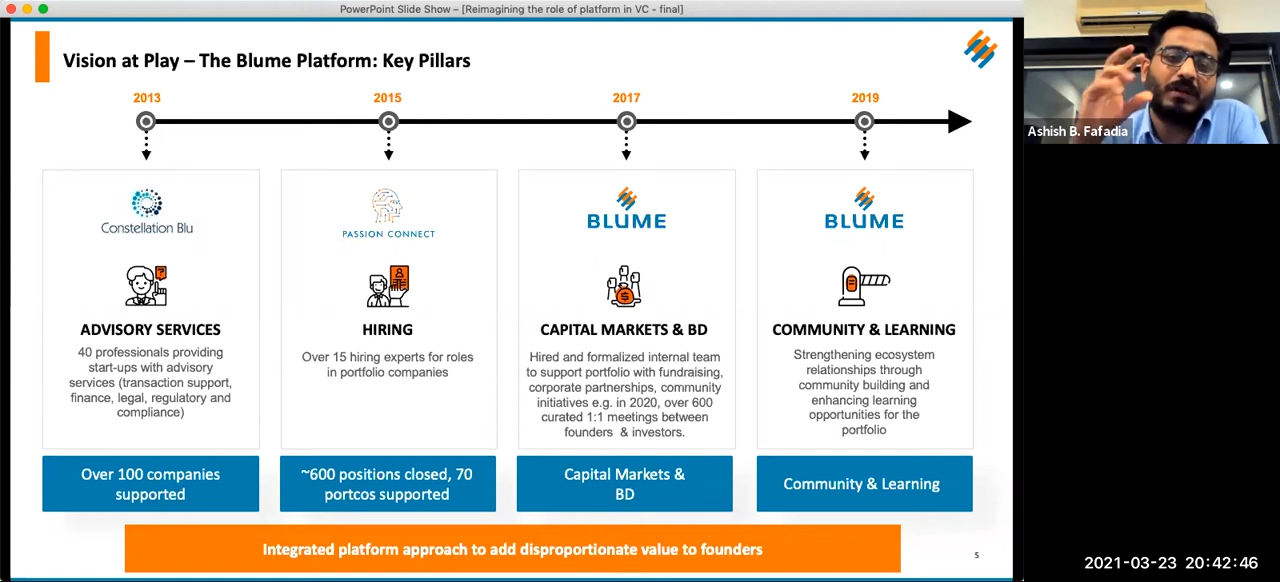 PowerPoint Slide Show – [Reimagining the role of platform in VC - final]
Vision at Play – The Blume Platform: Key Pillars
2013
2015
2017
2019
Constellation Blu
ADVISORY SERVICES
40 professionals providing
start-ups with advisory
services (transaction support,
finance, legal, regulatory and
compliance)
Over 100 companies
supported
PASSION CONNECT
HIRING
Over 15 hiring experts for roles
in portfolio companies
~600 positions closed, 70
portcos supported
BLUME
CAPITAL MARKETS & BD
Hired and formalized internal team
to support portfolio with fundraising,
corporate partnerships, community
initiatives e.g. in 2020, over 600
curated 1:1 meetings between
founders & investors.
Capital Markets &
BD
BLUME
COMMUNITY & LEARNING
Strengthening ecosystem
relationships through
community building and
enhancing learning
opportunities for the
portfolio
Community & Learning
Integrated platform approach to add disproportionate value to founders
5
Ashish B. Fafadia
2021-03-23 20:42:46